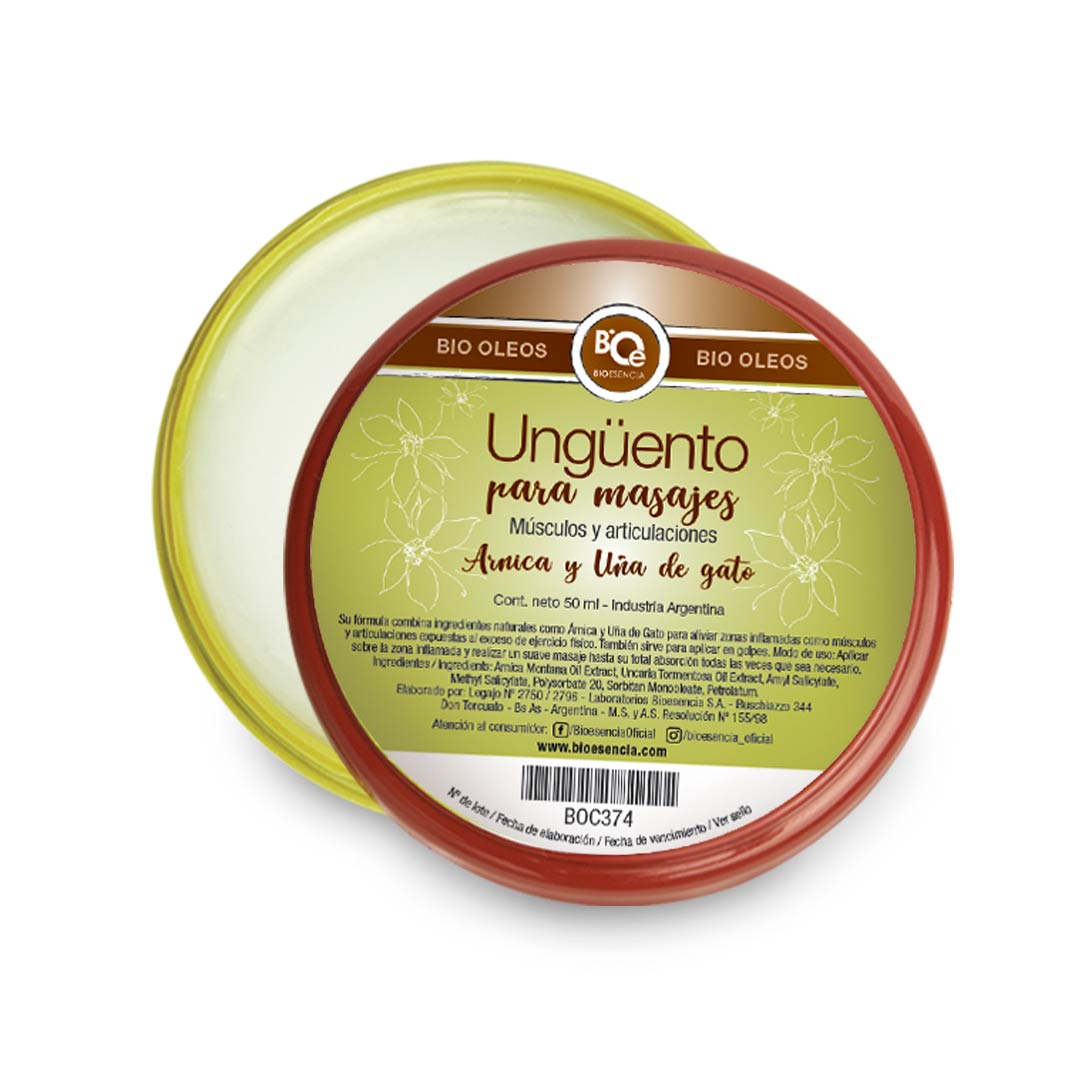 BIO OLEOS
BiOe
BIOESENCIA
BIO OLEOS
Ungüento
para masajes
Músculos y articulaciones
Arnica y Uña de gato
Cont. neto 50 ml - Industria Argentina
Su fórmula combina ingredientes naturales como Árnica y Uña de Gato para aliviar zonas inflamadas como músculos
y articulaciones expuestas al exceso de ejercicio físico. También sirve para aplicar en golpes. Modo de uso: Aplicar
sobre la zona inflamada y realizar un suave masaje hasta su total absorción todas las veces que sea necesario.
Ingredientes / Ingredients: Arnica Montana Oil Extract, Uncaria Tormentosa Oil Extract, Amyl Salicylate,
Methyl Salicylate, Polysorbate 20, Sorbitan Monooleate, Petrolatum.
Elaborado por: Legajo Nº 2750 / 2796 - Laboratorios Bioesencia S.A. - Ruschiazzo 344
Don Torcuato - Bs As - Argentina - M.S. y A.S. Resolución Nº 155/98
Atención al consumidor: f /BioesenciaOficial /bioesencia_oficial
www.bioesencia.com
BOC374
Nº de lote / Fecha de elaboración / Fecha de vencimiento / Ver sello